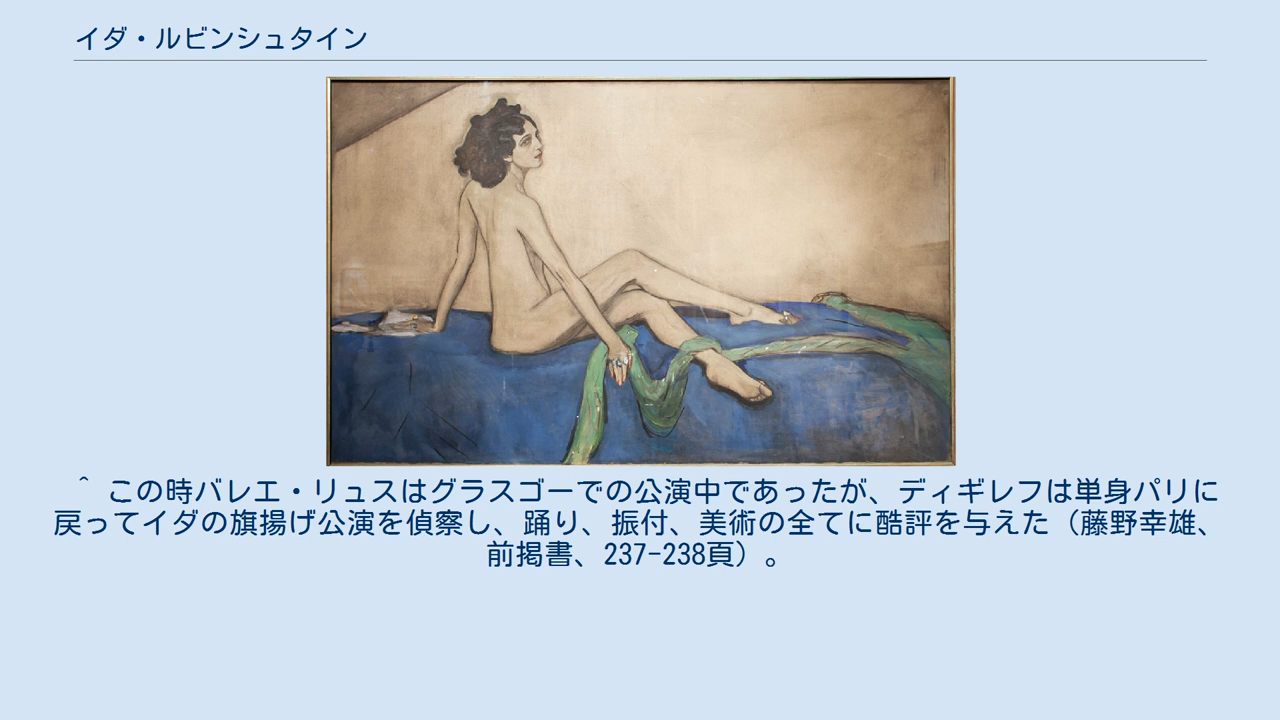 イダ・ルビンシュタイン
^ この時バレエ・リュスはグラスゴーでの公演中であったが、ディギレフは単身パリに
戻ってイダの旗揚げ公演を偵察し、踊り、振付、美術の全てに酷評を与えた（藤野幸雄、
前掲書、237-238頁）。